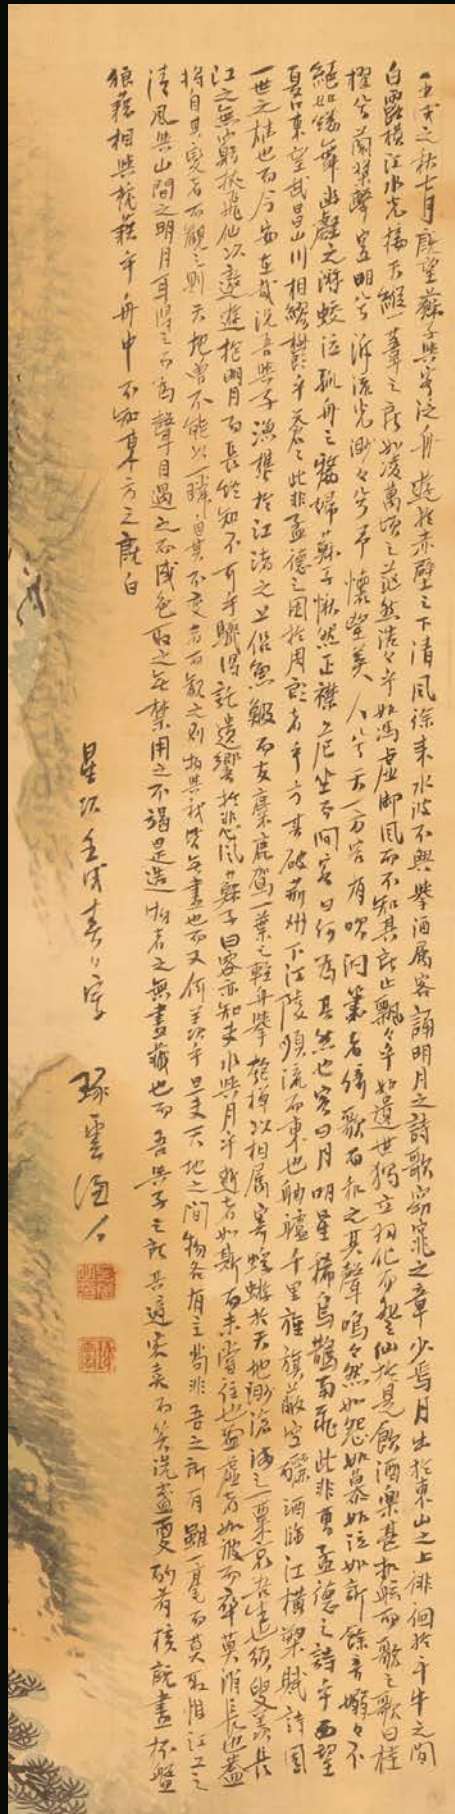 壬戌之秋七月既望蘇子與客泛舟遊於赤壁之下清風徐来水波不興舉酒属客誦明月之詩歌窈窕之章少焉月出於東山之上徘徊於斗牛之間
白露橫江水光接天縱一葦之所如凌萬頃之茫然浩々乎如馮虛御風而不知其所止飄々乎如遺世獨立羽化而登仙於是飲酒樂甚扣舷而歌之歌曰桂
櫂兮蘭槳擊空明兮泝流光渺々兮予懷望美人兮天一方客有吹洞簫者倚歌而和之其聲嗚々然如怨如慕如泣如訴餘音嫋々不
絕如縷舞幽壑之潛蛟泣孤舟之嫠婦蘇子愀然正襟危坐而問客曰何為其然也客曰月明星稀烏鵲南飛此非曹孟德之詩乎西望
夏口東望武昌山川相繆鬱乎蒼々此非孟德之困於周郎者乎方其破荊州下江陵順流而東也舳艫千里旌旗蔽空釃酒臨江橫槊賦詩固
一世之雄也而今安在哉況吾與子漁樵於江渚之上侶魚鰕而友麋鹿駕一葉之輕舟舉匏樽以相属寄蜉蝣於天地渺滄海之一粟哀吾生也須臾羨長
江之無窮挾飛仙以遨遊抱明月而長終知不可乎驟得託遺響於悲風蘇子曰客亦知夫水與月乎逝者如斯而未嘗往也盈虛者如彼而卒莫消長也蓋
將自其變者而觀之則天地曾不能以一瞬自其不變者而觀之則物與我皆無盡也而又何羨乎且夫天地之間物各有主苟非吾之所有雖一毫而莫取惟江上之
清風與山間之明月耳得之而為聲目遇之而成色取之無禁用之不竭是造物者之無盡藏也而吾與子之所共適客喜而笑洗盞更酌肴核既盡杯盤
狼藉相與枕藉乎舟中不知東方之既白
星次壬戌春日寫 琢雲人